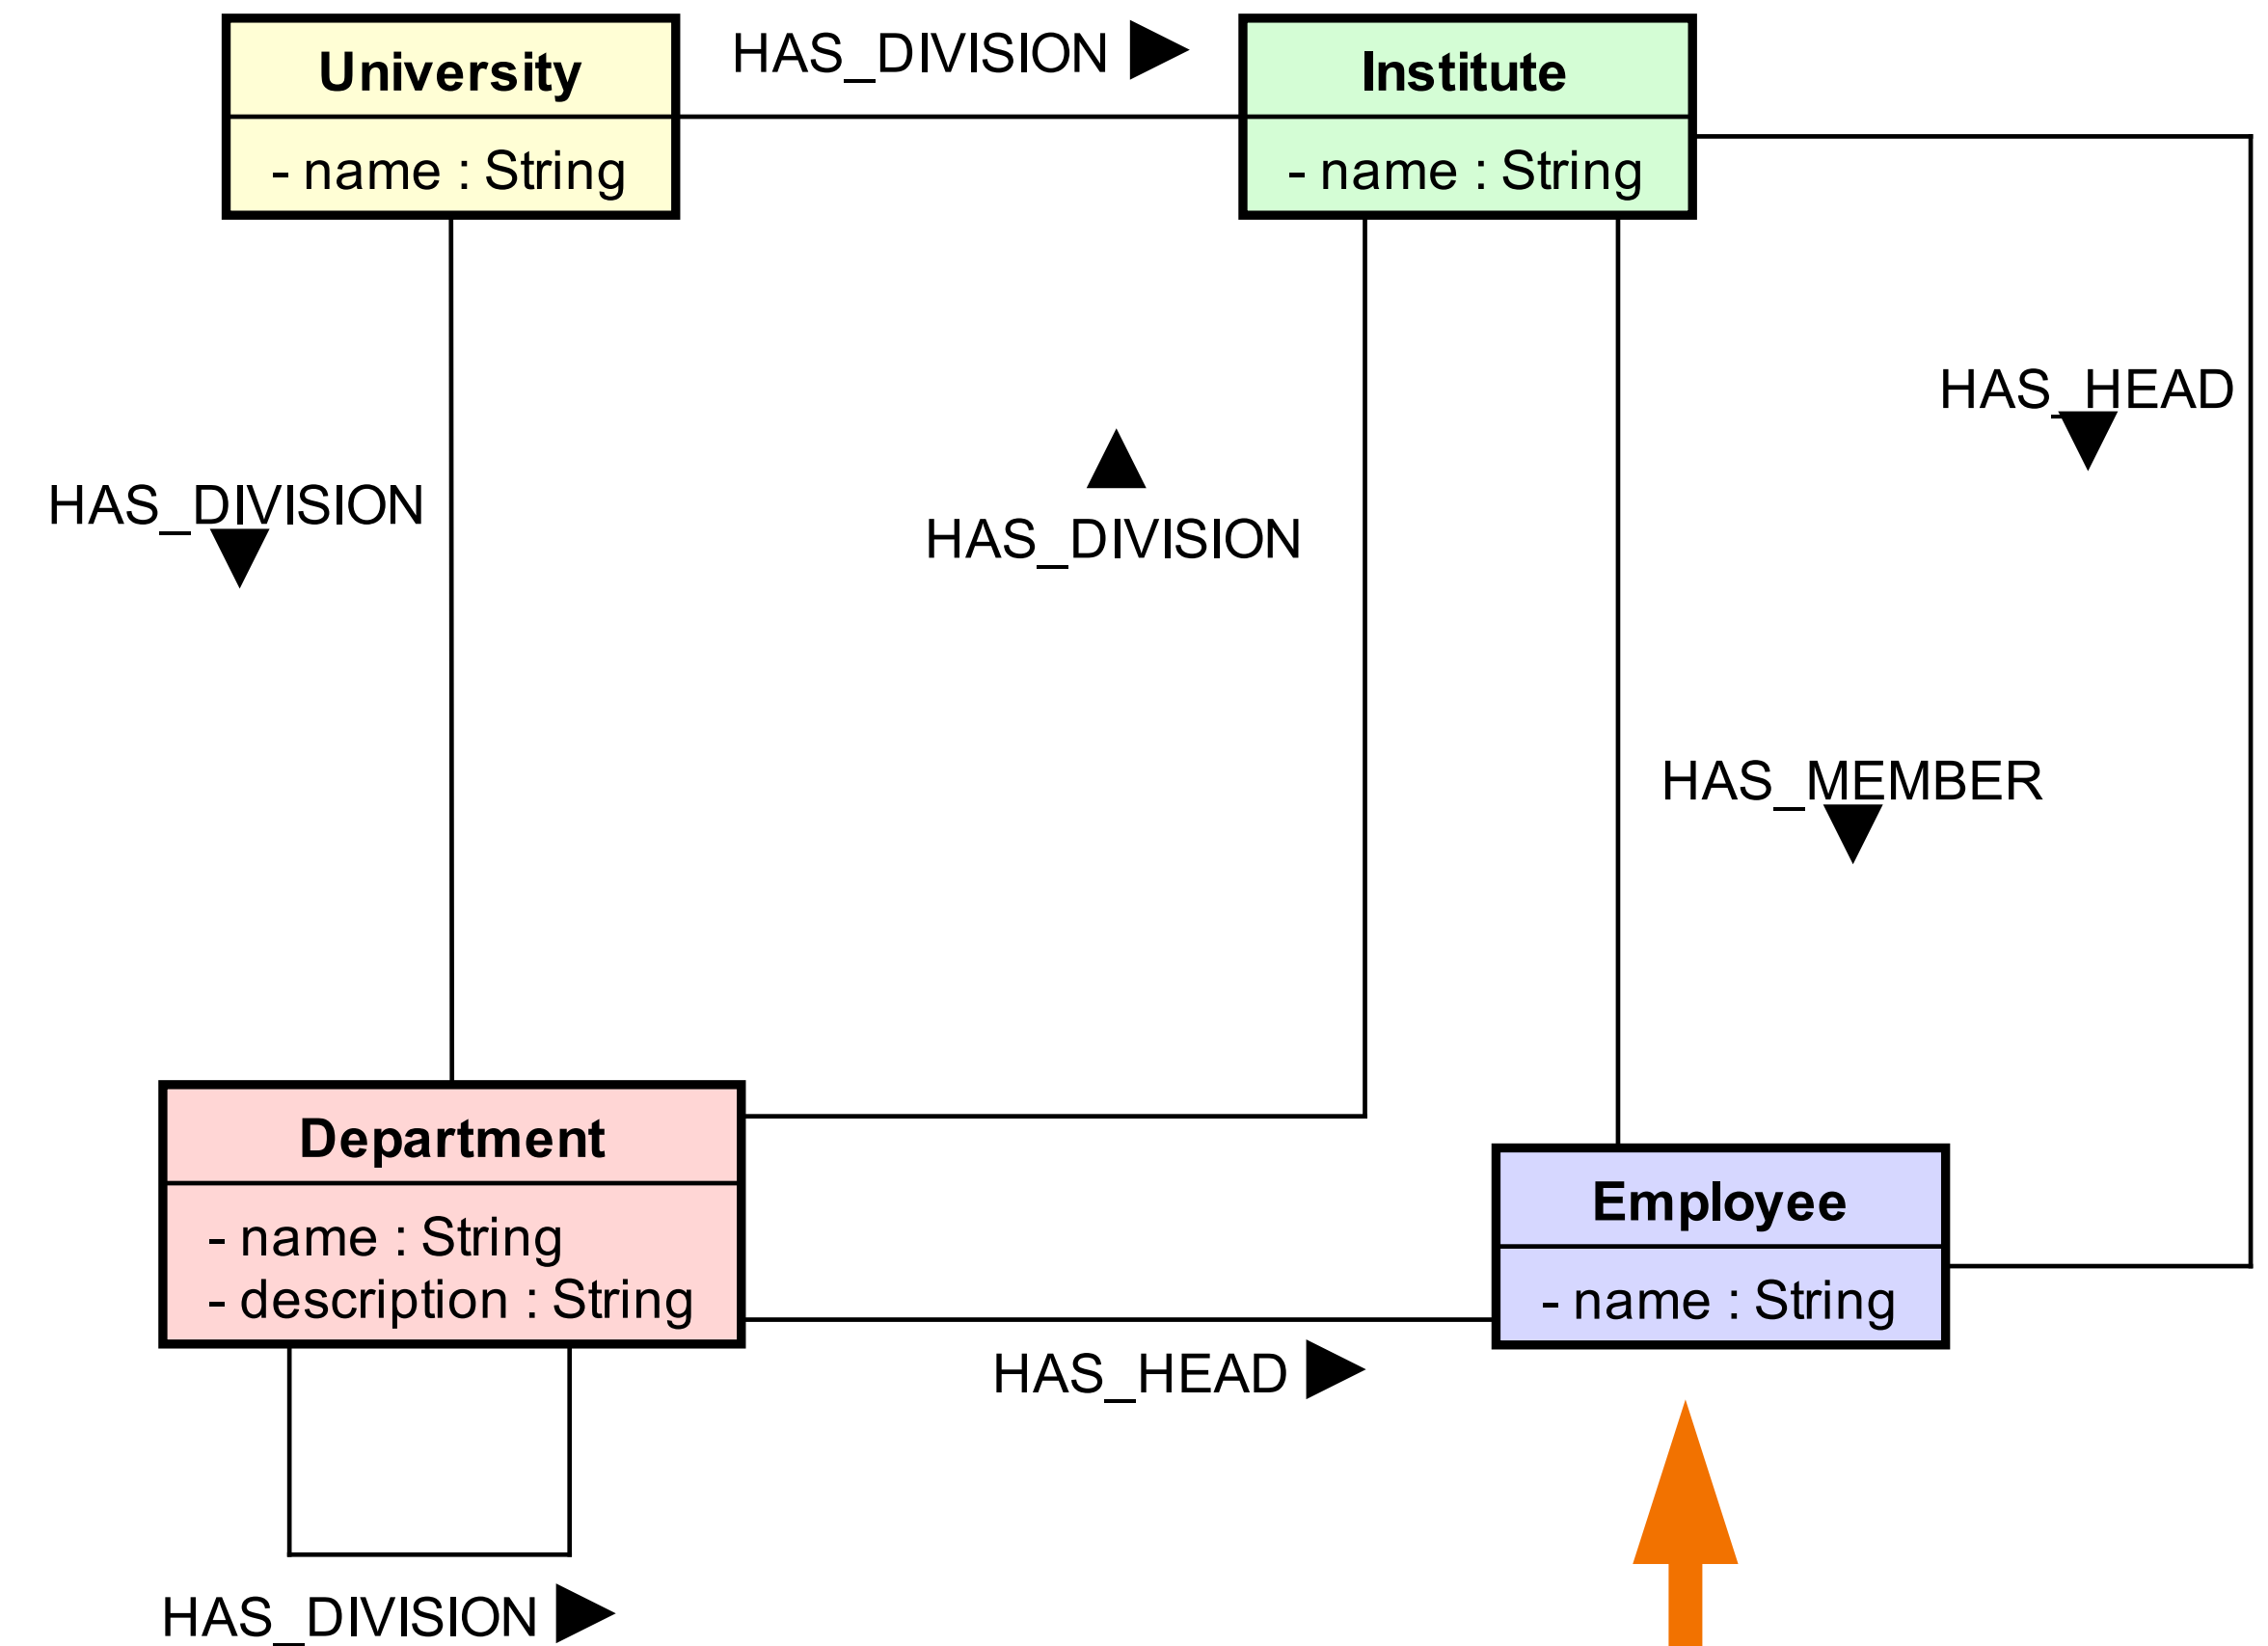 University
- name : String
HAS_DIVISION
Institute
- name : String
HAS_HEAD
HAS_DIVISION
HAS_DIVISION
HAS_MEMBER
Department
- name : String
- description : String
Employee
- name : String
HAS_HEAD
HAS_DIVISION